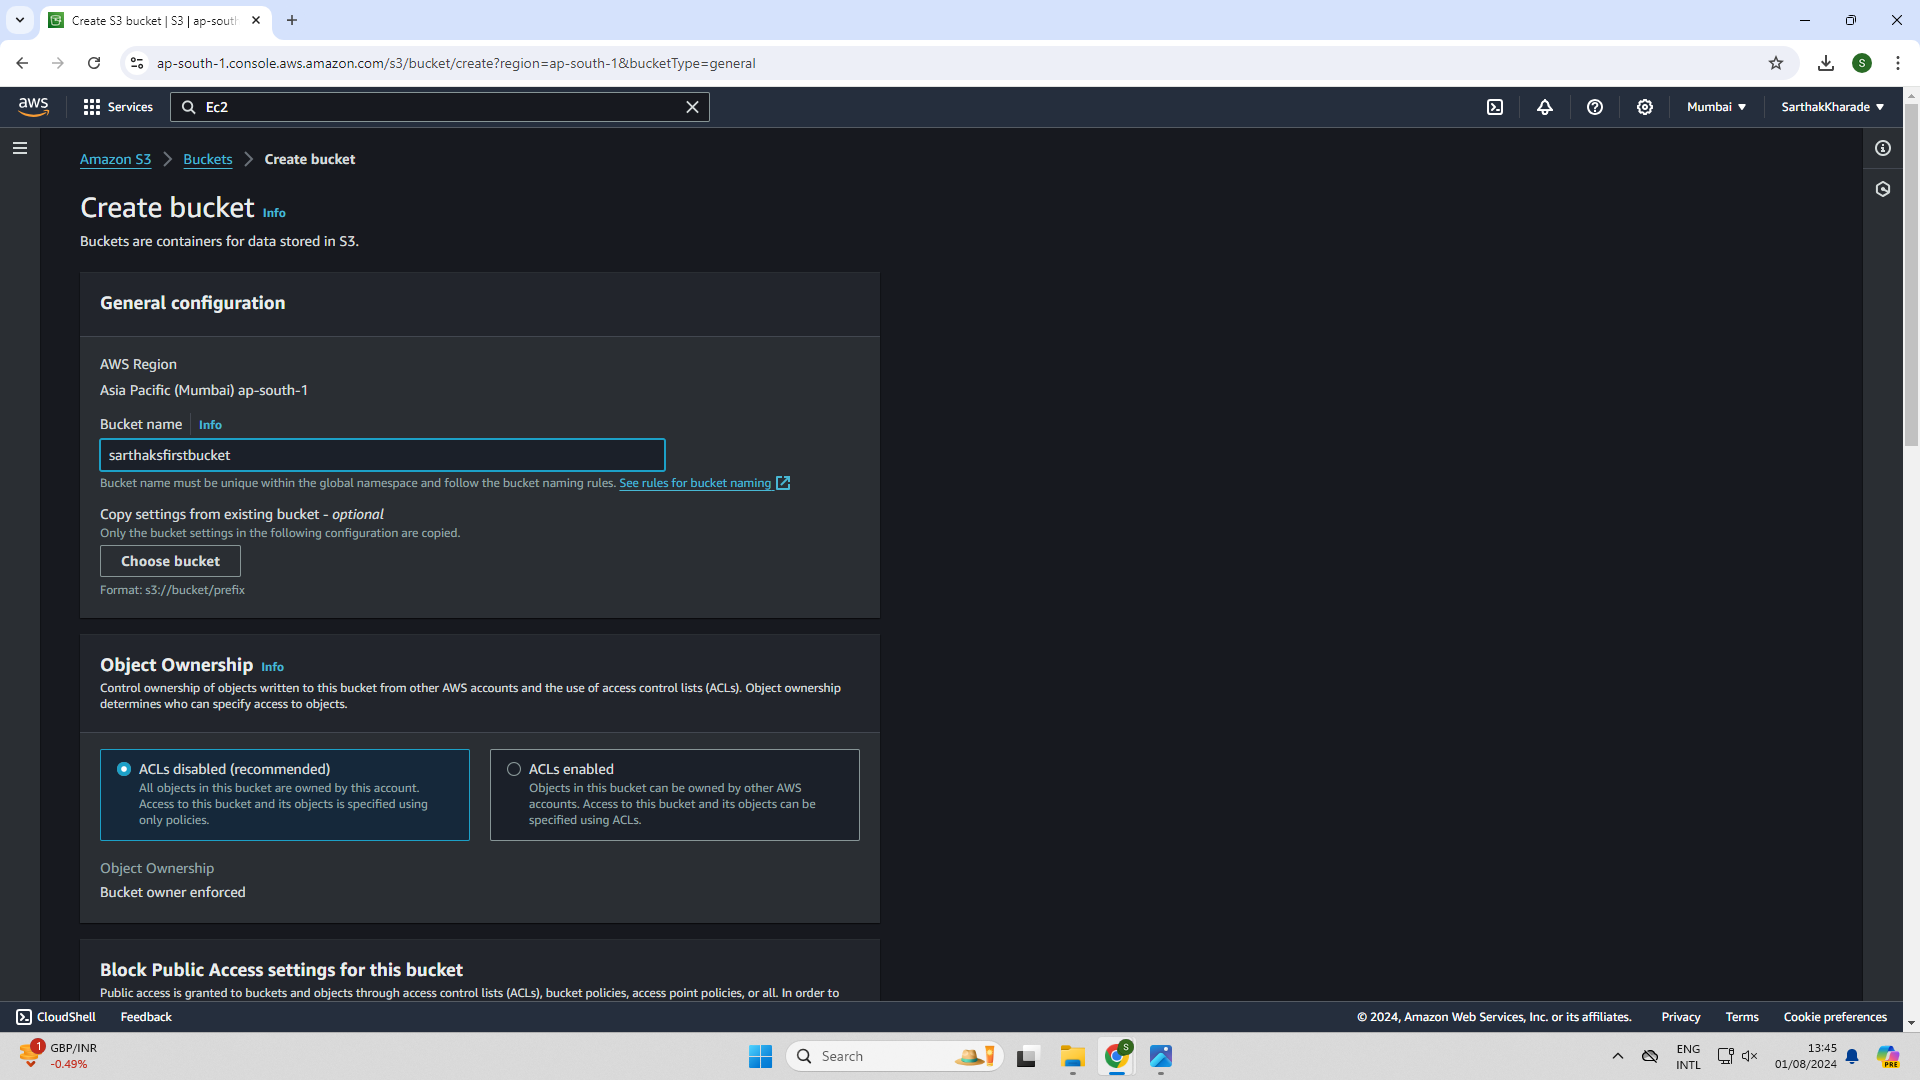 Create S3 bucket | S3 | ap-south
ap-south-1.console.aws.amazon.com/s3/bucket/create?region=ap-south-1&bucketType=general
aws
Services
Ec2
Mumbai
SarthakKharade
Amazon S3
Buckets
Create bucket
Create bucket Info
Buckets are containers for data stored in S3.
General configuration
AWS Region
Asia Pacific (Mumbai) ap-south-1
Bucket name Info
sarthaksfirstbucket
Bucket name must be unique within the global namespace and follow the bucket naming rules. See rules for bucket naming
Copy settings from existing bucket - optional
Only the bucket settings in the following configuration are copied.
Choose bucket
Format: s3://bucket/prefix
Object Ownership Info
Control ownership of objects written to this bucket from other AWS accounts and the use of access control lists (ACLs). Object ownership
determines who can specify access to objects.
ACLs disabled (recommended)
All objects in this bucket are owned by this account.
Access to this bucket and its objects is specified using
only policies.
ACLs enabled
Objects in this bucket can be owned by other AWS
accounts. Access to this bucket and its objects can be
specified using ACLs.
Object Ownership
Bucket owner enforced
Block Public Access settings for this bucket
Public access is granted to buckets and objects through access control lists (ACLs), bucket policies, access point policies, or all. In order to
CloudShell
Feedback
© 2024, Amazon Web Services, Inc. or its affiliates.
Privacy
Terms
Cookie preferences
1
GBP/INR
-0.49%
Search
S
S
ENG
INTL
13:45
01/08/2024
PRE